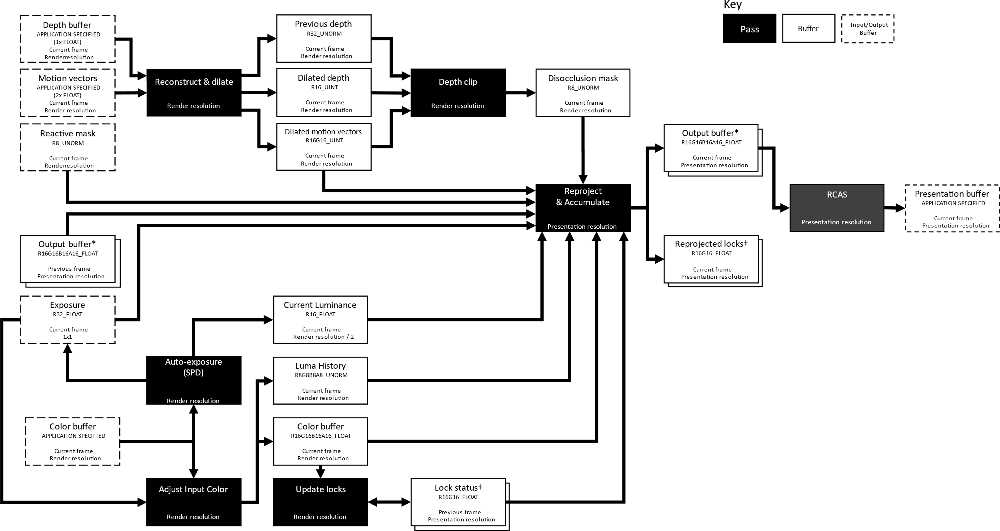 Key
Pass
Buffer
Input/Output
Buffer
Depth buffer
APPLICATION SPECIFIED
(1x FLOAT)
Current frame
Renderresolution
Motion vectors
APPLICATION SPECIFIED
(2x FLOAT)
Current frame
Render resolution
Reactive mask
R8_UNORM
Current frame
Renderresolution
Reconstruct & dilate
Render resolution
Previous depth
R32_UNORM
Current frame
Render resolution
Dilated depth
R16_UINT
Current frame
Render resolution
Dilated motion vectors
R16G16_UINT
Current frame
Render resolution
Depth clip
Render resolution
Disocclusion mask
R8_UNORM
Current frame
Render resolution
Reproject
& Accumulate
Presentation resolution
Output buffer*
R16G16B16A16_FLOAT
Current frame
Presentation resolution
RCAS
Presentation resolution
Presentation buffer
APPLICATION SPECIFIED
Current frame
Presentation resolution
Reprojected locks†
R16G16_FLOAT
Current frame
Presentation resolution
Output buffer*
R16G16B16A16_FLOAT
Previous frame
Presentation resolution
Exposure
R32_FLOAT
Current frame
1x1
Current Luminance
R16_FLOAT
Current frame
Render resolution / 2
Auto-exposure
(SPD)
Render resolution
Luma History
R8G8B8A8_UNORM
Current frame
Render resolution
Color buffer
APPLICATION SPECIFIED
Current frame
Render resolution
Color buffer
R16G16B16A16_FLOAT
Current frame
Render resolution
Adjust Input Color
Render resolution
Update locks
Render resolution
Lock status†
R16G16_FLOAT
Previous frame
Presentation resolution